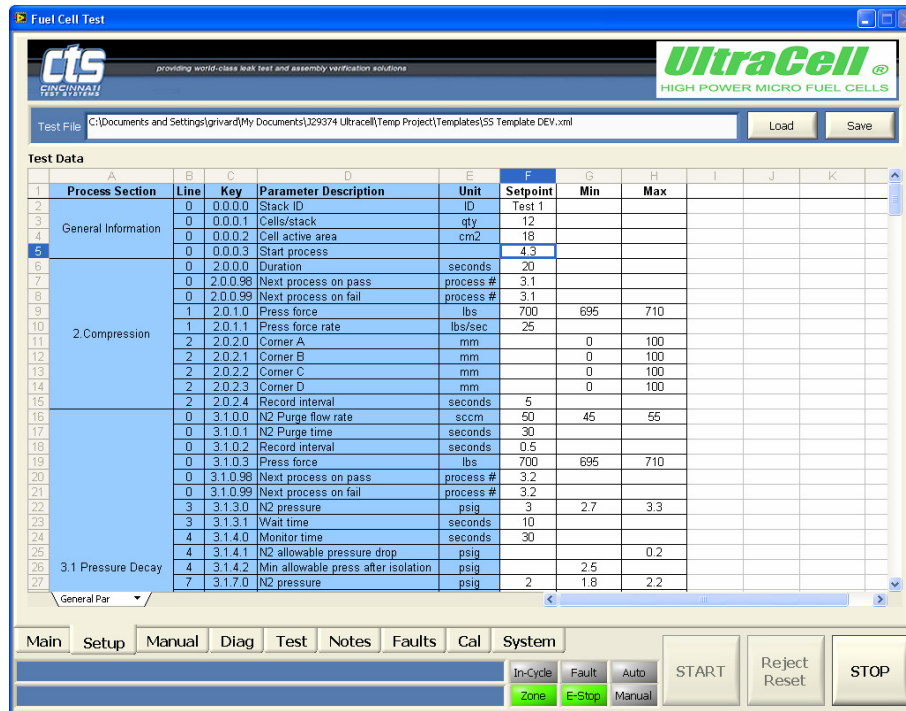 Fuel Cell Test
cts
CINCINNATI
TEST SYSTEMS
providing world-class leak test and assembly verification solutions
UltraCell ®
HIGH POWER MICRO FUEL CELLS
Test File C:\Documents and Settings\grivard\My Documents\J29374 Ultracell\Temp Project\Templates\SS Template DEV.xml Load Save
Test Data
A B C D E F G H I J K
1 Process Section Line Key Parameter Description Unit Setpoint Min Max
2 0 0.0.0.0 Stack ID ID Test 1
3 General Information 0 0.0.0.1 Cells/stack qty 12
4 0 0.0.0.2 Cell active area cm2 18
5 0 0.0.0.3 Start process 4.3
6 0 2.0.0.0 Duration seconds 20
7 0 2.0.0.98 Next process on pass process # 3.1
8 0 2.0.0.99 Next process on fail process # 3.1
9 1 2.0.1.0 Press force lbs 700 695 710
10 2.Compression 1 2.0.1.1 Press force rate lbs/sec 25
11 2 2.0.2.0 Corner A mm 0 100
12 2 2.0.2.1 Corner B mm 0 100
13 2 2.0.2.2 Corner C mm 0 100
14 2 2.0.2.3 Corner D mm 0 100
15 2 2.0.2.4 Record interval seconds 5
16 0 3.1.0.0 N2 Purge flow rate sccm 50 45 55
17 0 3.1.0.1 N2 Purge time seconds 30
18 0 3.1.0.2 Record interval seconds 0.5
19 0 3.1.0.3 Press force lbs 700 695 710
20 0 3.1.0.98 Next process on pass process # 3.2
21 0 3.1.0.99 Next process on fail process # 3.2
22 3 3.1.3.0 N2 pressure psig 3 2.7 3.3
23 3 3.1.3.1 Wait time seconds 10
24 4 3.1.4.0 Monitor time seconds 30
25 4 3.1.4.1 N2 allowable pressure drop psig 0.2
26 3.1 Pressure Decay 4 3.1.4.2 Min allowable press after isolation psig 2.5
27 7 3.1.7.0 N2 pressure psig 2 1.8 2.2
General Par
Main Setup Manual Diag Test Notes Faults Cal System
In-Cycle Fault Auto START Reject Reset STOP
Zone E-Stop Manual